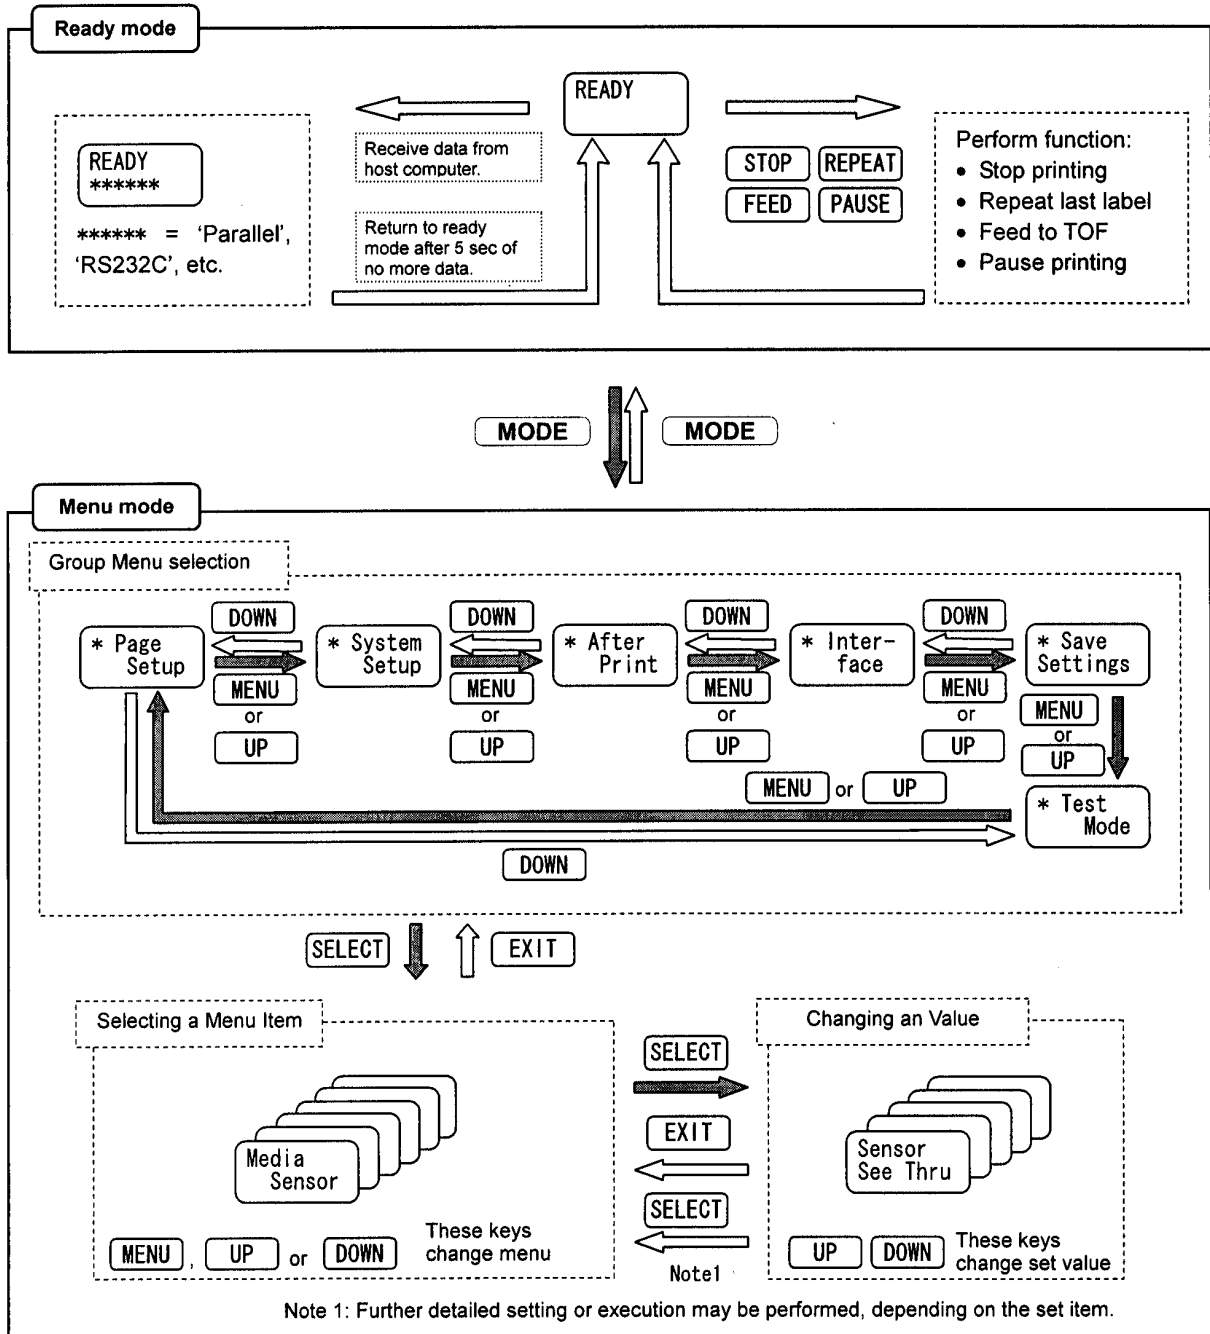 Ready mode
READY
READY
******
****** = ‘Parallel’,
‘RS232C’, etc.
Receive data from
host computer.
Return to ready
mode after 5 sec of
no more data.
STOP REPEAT
FEED PAUSE
Perform function:
• Stop printing
• Repeat last label
• Feed to TOF
• Pause printing
MODE MODE
Menu mode
Group Menu selection
DOWN DOWN DOWN DOWN
* Page
Setup
* System
Setup
* After
Print
* Inter-
face
* Save
Settings
MENU
or
UP
MENU
or
UP
MENU
or
UP
MENU
or
UP
MENU
or
UP
MENU or UP
* Test
Mode
DOWN
SELECT EXIT
Selecting a Menu Item
Media
Sensor
MENU, UP or DOWN
These keys
change menu
SELECT
EXIT
SELECT
Note1
Changing an Value
Sensor
See Thru
UP DOWN
These keys
change set value
Note 1: Further detailed setting or execution may be performed, depending on the set item.